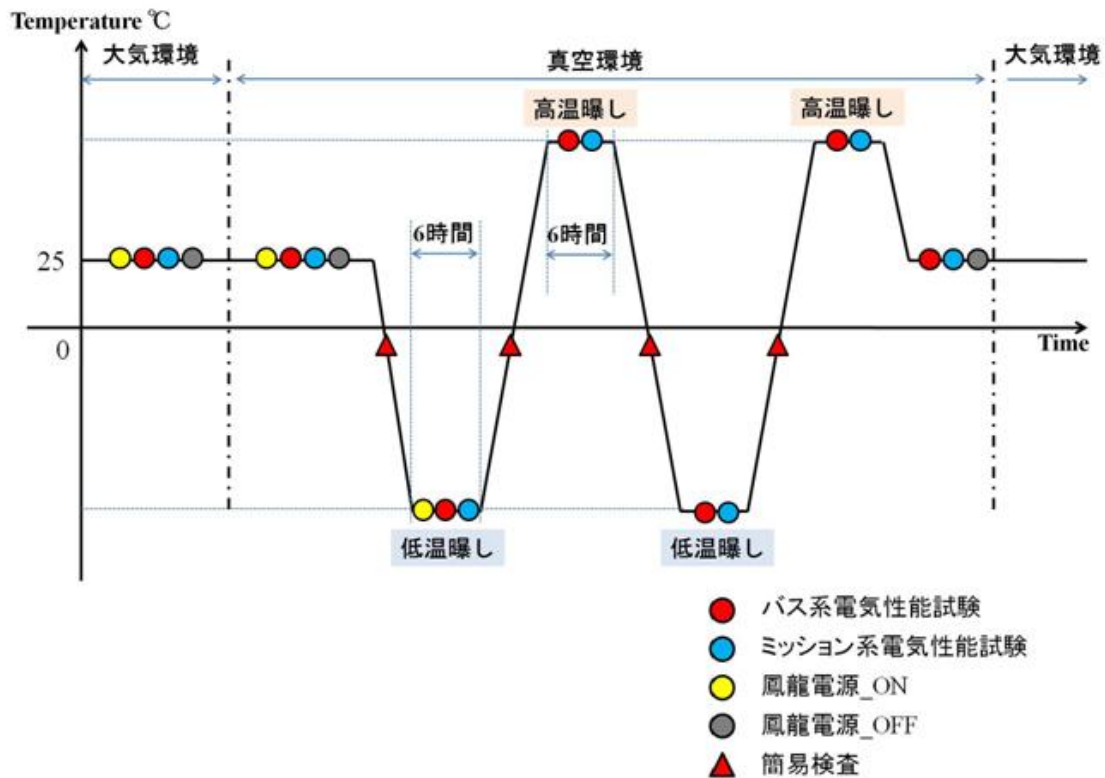 Temperature ℃
大気環境
真空環境
大気環境
高温曝し
高温曝し
6時間
6時間
25
0
Time
低温曝し
低温曝し
バス系電気性能試験
ミッション系電気性能試験
鳳龍電源_ON
鳳龍電源_OFF
簡易検査